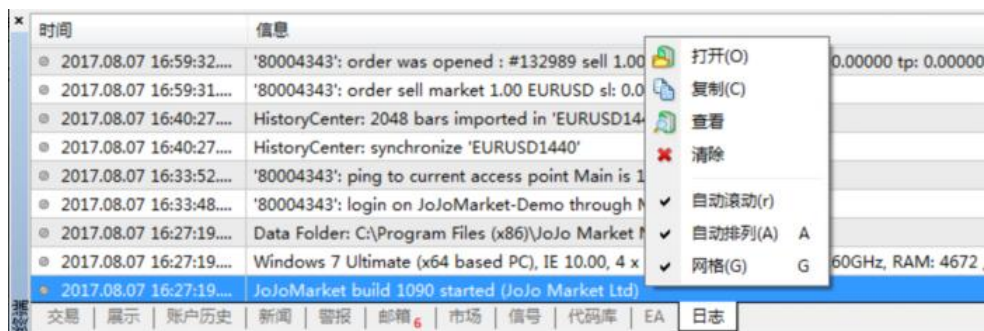 时间 信息
2017.08.07 16:59:32.... '80004343': order was opened : #132989 sell 1.00 0.00000 tp: 0.00000
2017.08.07 16:59:31.... '80004343': order sell market 1.00 EURUSD sl: 0.0
2017.08.07 16:40:27.... HistoryCenter: 2048 bars imported in 'EURUSD144
2017.08.07 16:40:27.... HistoryCenter: synchronize 'EURUSD1440'
2017.08.07 16:33:52.... '80004343': ping to current access point Main is 1
2017.08.07 16:33:48.... '80004343': login on JoJoMarket-Demo through
2017.08.07 16:27:19.... Data Folder: C:\Program Files (x86)\JoJo Market
2017.08.07 16:27:19.... Windows 7 Ultimate (x64 based PC), IE 10.00, 4 x 60GHz, RAM: 4672
2017.08.07 16:27:19.... JoJoMarket build 1090 started (JoJo Market Ltd)
打开(O)
复制(C)
查看
清除
自动滚动(r)
自动排列(A) A
网格(G) G
交易 | 展示 | 账户历史 | 新闻 | 警报 | 邮箱 6 | 市场 | 信号 | 代码库 | EA 日志